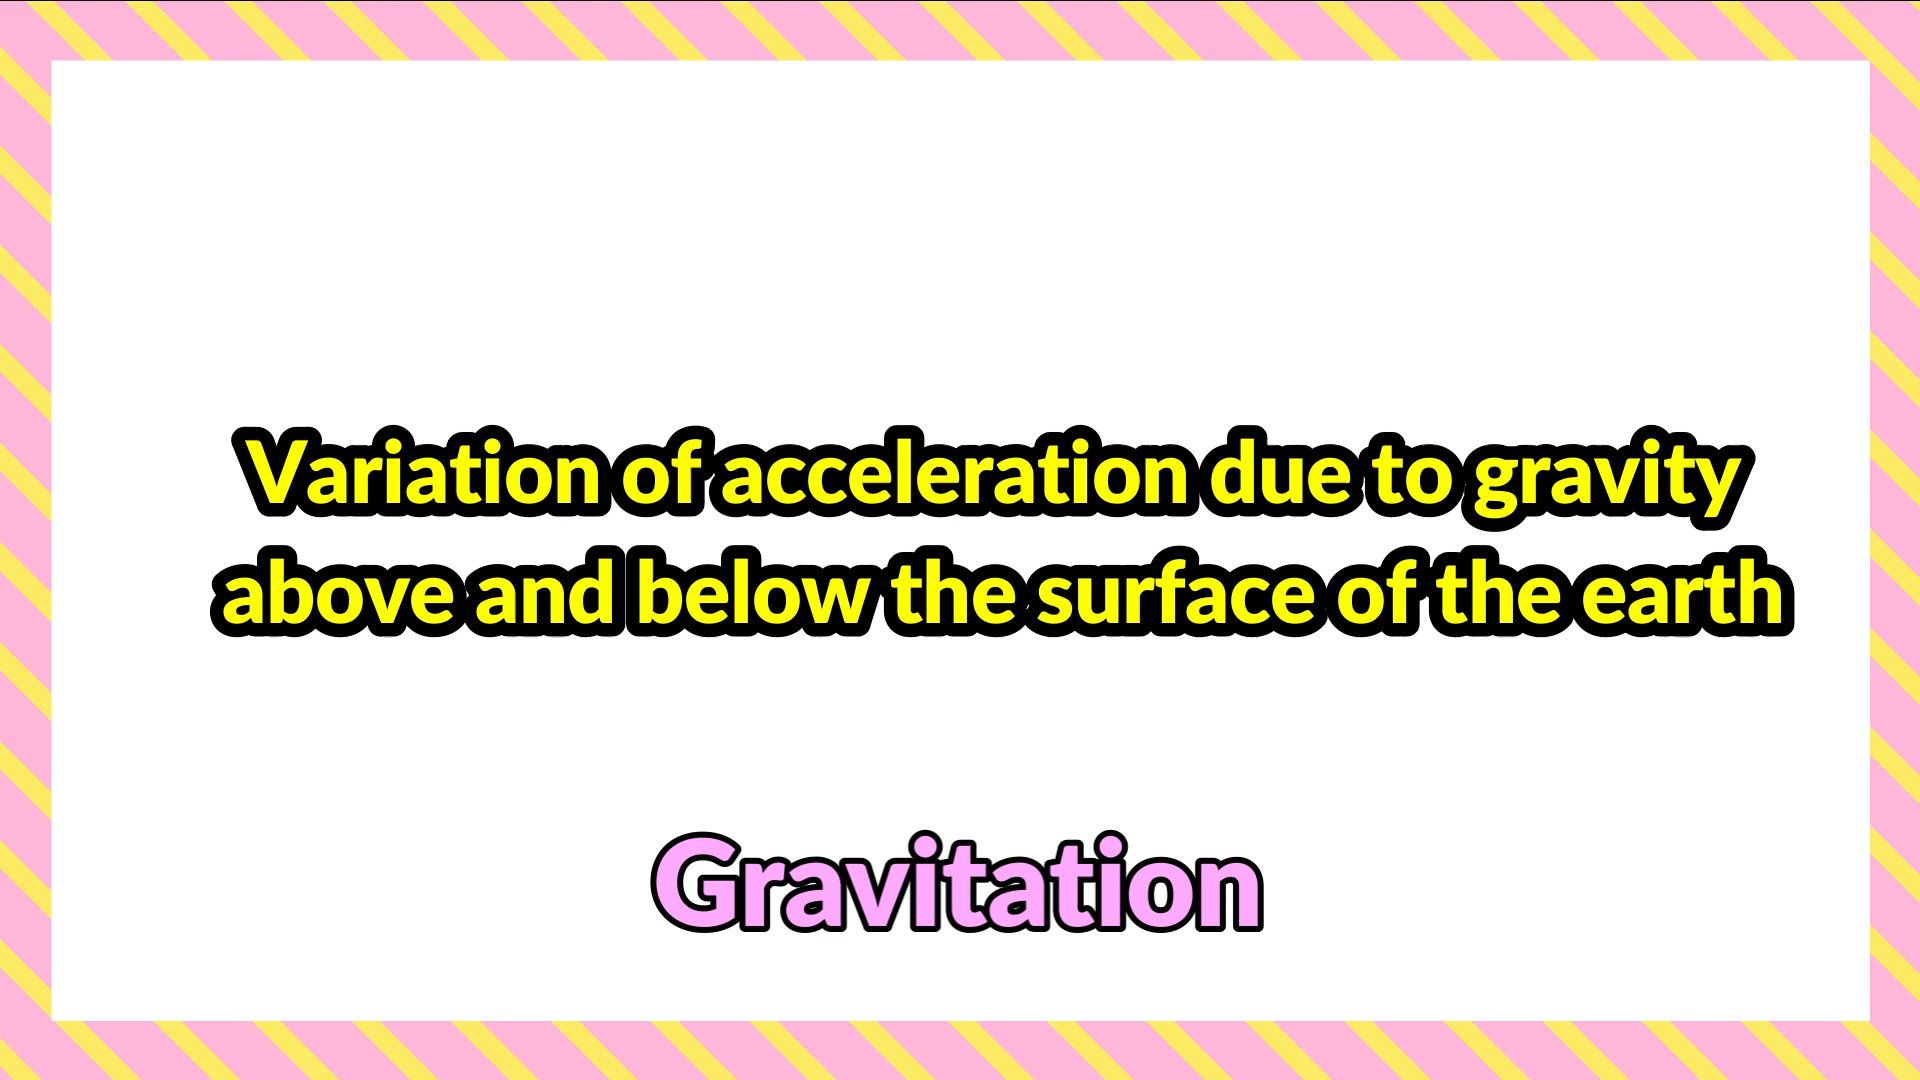 Variation of acceleration due to gravity
above and below the surface of the earth
Gravitation